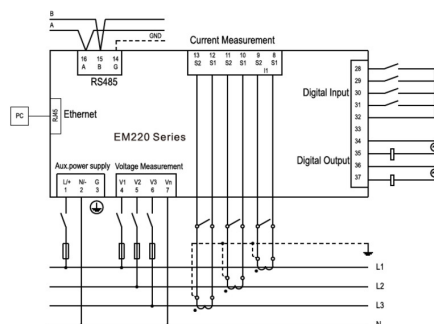 B
A
GND
16 15 14
A B G
RS485
Current Measurement
13 12 11 10 9 8
S2 S1 S2 S1 S2 S1
I1
PC
RJ45
Ethernet
EM220 Series
Digital Input
28
29
30
31
32
33
Digital Output
34
35
36
37
Aux.power supply
L/+ N/- G
1 2 3
Voltage Measurement
V1 V2 V3 Vn
4 5 6 7
L1
L2
L3
N